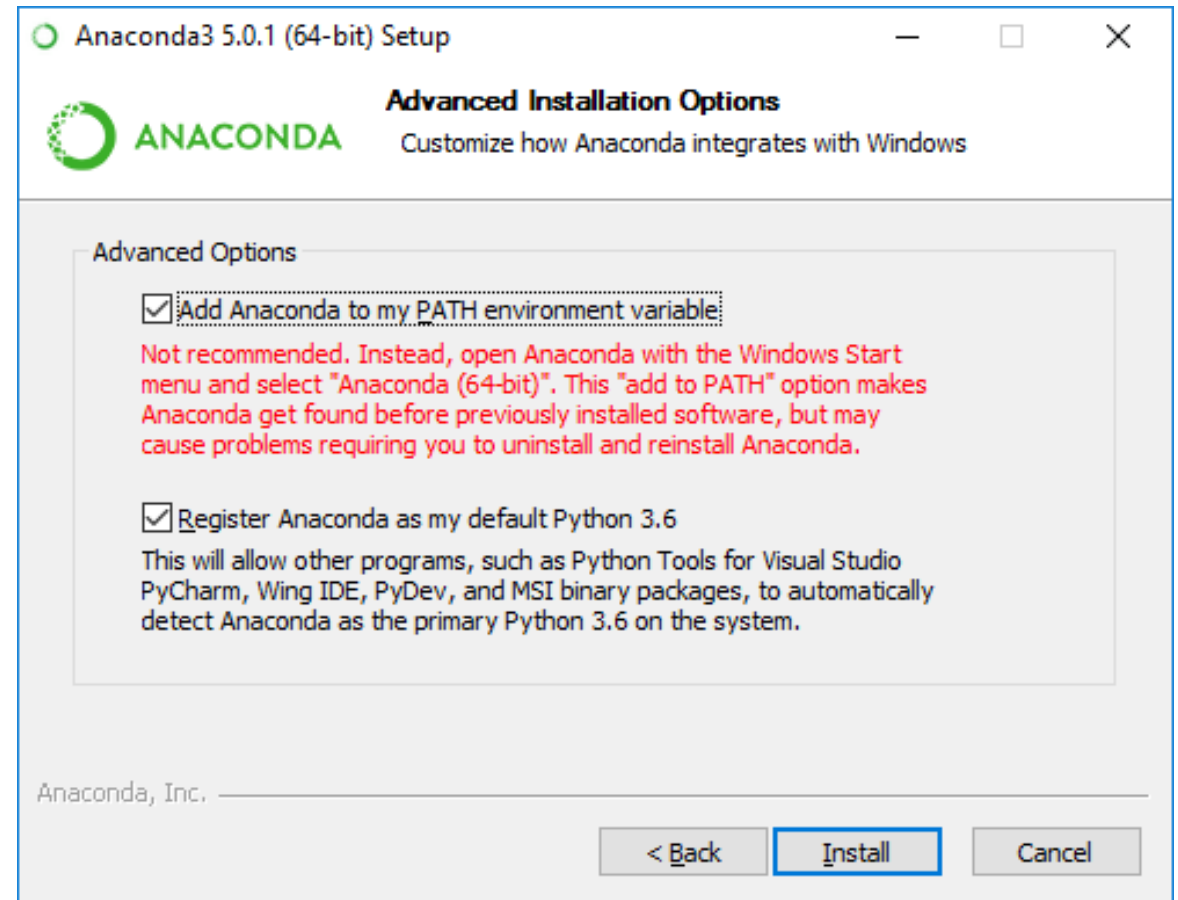 Anaconda3 5.0.1 (64-bit) Setup
ANACONDA
Advanced Installation Options
Customize how Anaconda integrates with Windows
Advanced Options
Add Anaconda to my PATH environment variable
Not recommended. Instead, open Anaconda with the Windows Start
menu and select "Anaconda (64-bit)". This "add to PATH" option makes
Anaconda get found before previously installed software, but may
cause problems requiring you to uninstall and reinstall Anaconda.
Register Anaconda as my default Python 3.6
This will allow other programs, such as Python Tools for Visual Studio
PyCharm, Wing IDE, PyDev, and MSI binary packages, to automatically
detect Anaconda as the primary Python 3.6 on the system.
Anaconda, Inc.
< Back
Install
Cancel